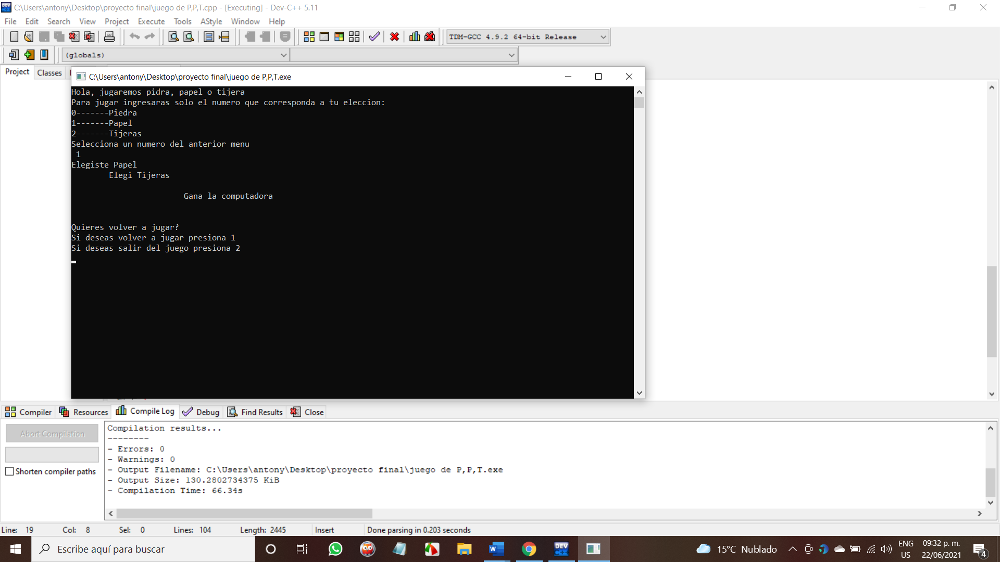 C:\Users\antony\Desktop\proyecto final\juego de P,P,T.cpp - [Executing] - Dev-C++ 5.11
File Edit Search View Project Execute Tools AStyle Window Help
TDM-GCC 4.9.2 64-bit Release
(globals)
Project Classes
C:\Users\antony\Desktop\proyecto final\juego de P,P,T.exe
Hola, jugaremos pidra, papel o tijera
Para jugar ingresaras solo el numero que corresponda a tu eleccion:
0-------Piedra
1-------Papel
2-------Tijeras
Selecciona un numero del anterior menu
1
Elegiste Papel
Elegi Tijeras
Gana la computadora
Quieres volver a jugar?
Si deseas volver a jugar presiona 1
Si deseas salir del juego presiona 2
Compiler Resources Compile Log Debug Find Results Close
Abort Compilation
Shorten compiler paths
Compilation results...
--------
- Errors: 0
- Warnings: 0
- Output Filename: C:\Users\antony\Desktop\proyecto final\juego de P,P,T.exe
- Output Size: 130.2802734375 KiB
- Compilation Time: 66.34s
Line: 19 Col: 8 Sel: 0 Lines: 104 Length: 2445 Insert Done parsing in 0.203 seconds
Escribe aquí para buscar
DEV C++
15°C Nublado
ENG US
09:32 p. m.
22/06/2021
4